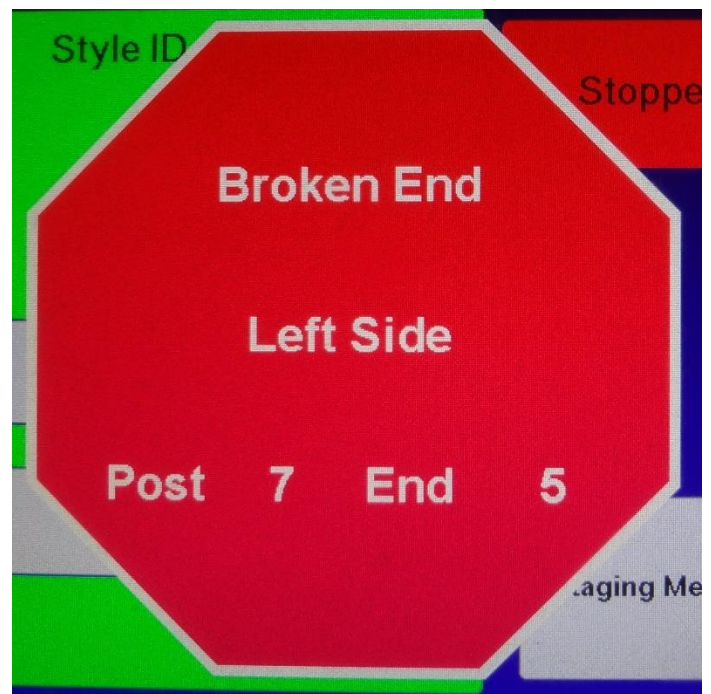 Style ID
Stoppe
Broken End
Left Side
Post 7 End 5
aging Me